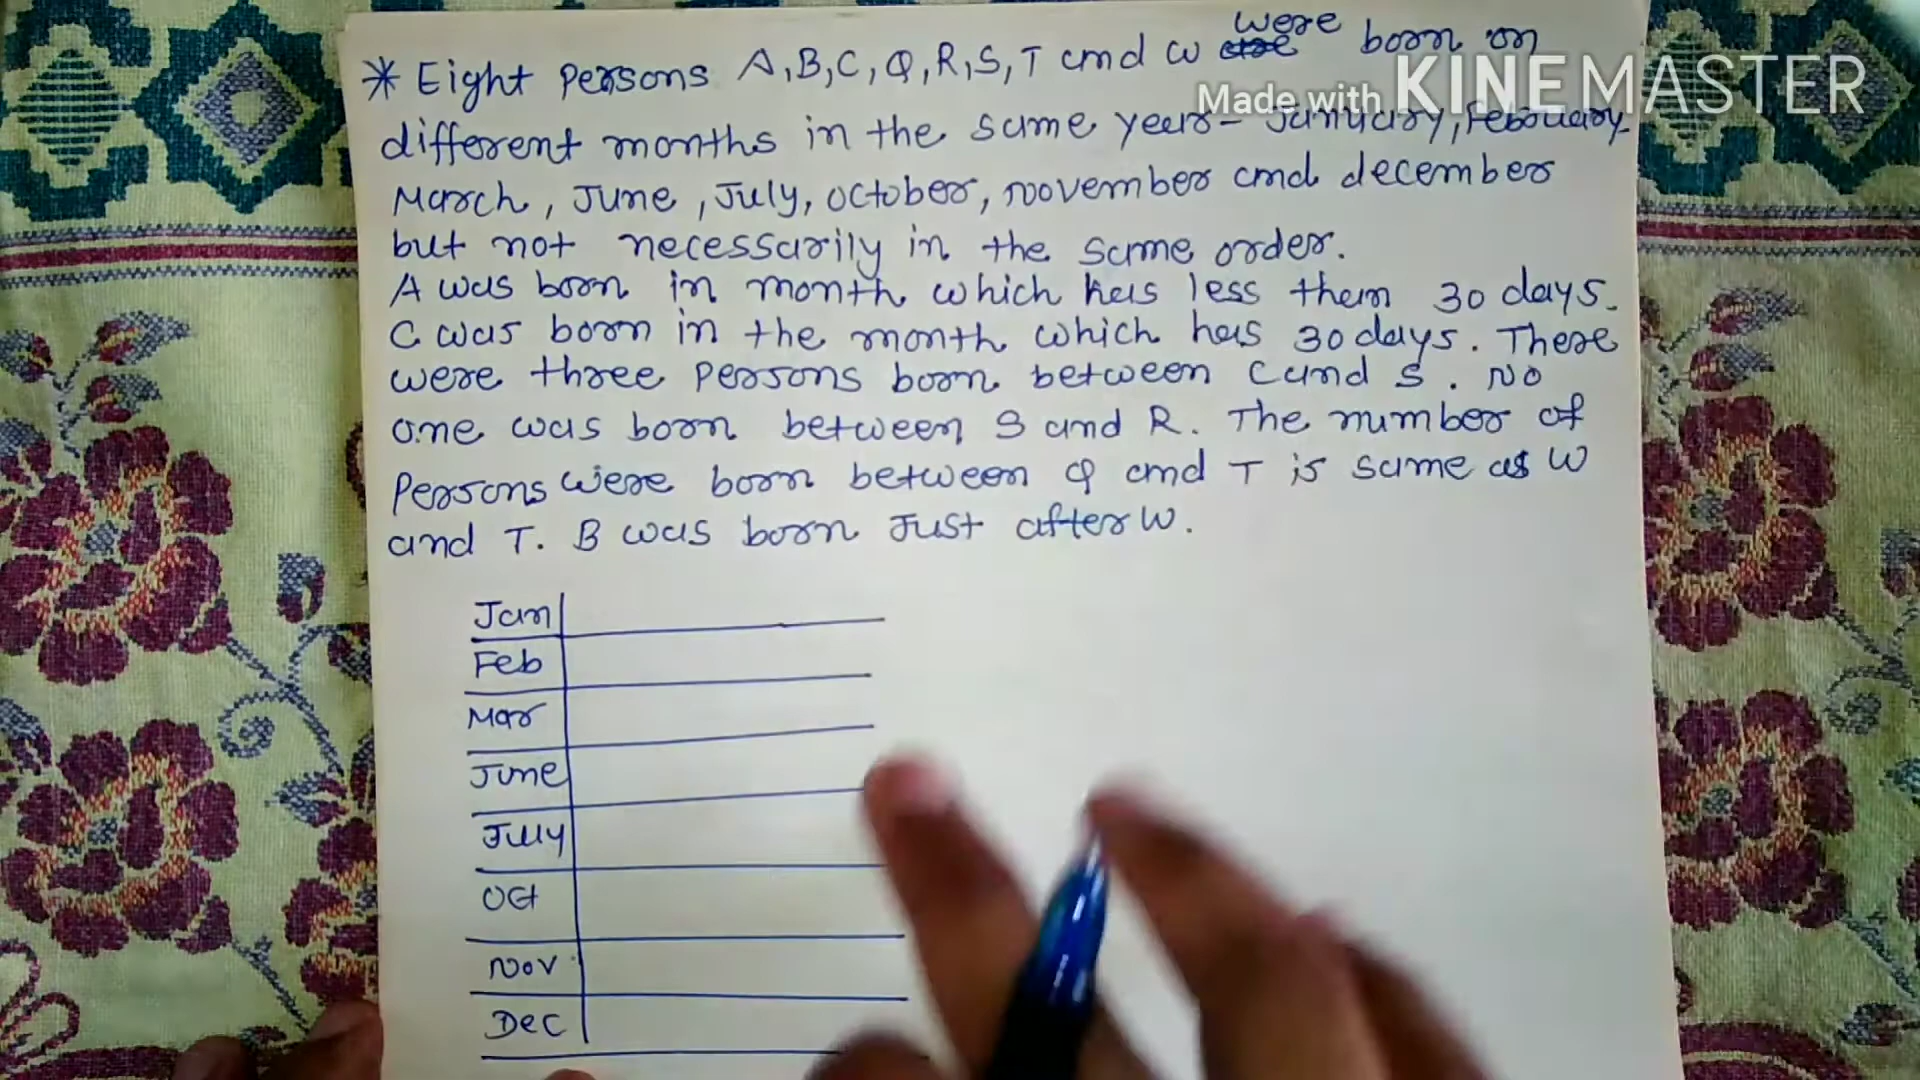 * Eight Persons A, B, C, Q, R, S, T and W were born on
Made with KINEMASTER
different months in the same year - January, February
March, June, July, October, November and december
but not necessarily in the same order.
A was born in month which has less than 30 days.
C was born in the month which has 30 days. There
were three Persons born between C and S. No
one was born between S and R. The number of
Persons were born between Q and T is same as W
and T. B was born Just after W.
Jan
Feb
Mar
June
July
Oct
Nov
Dec